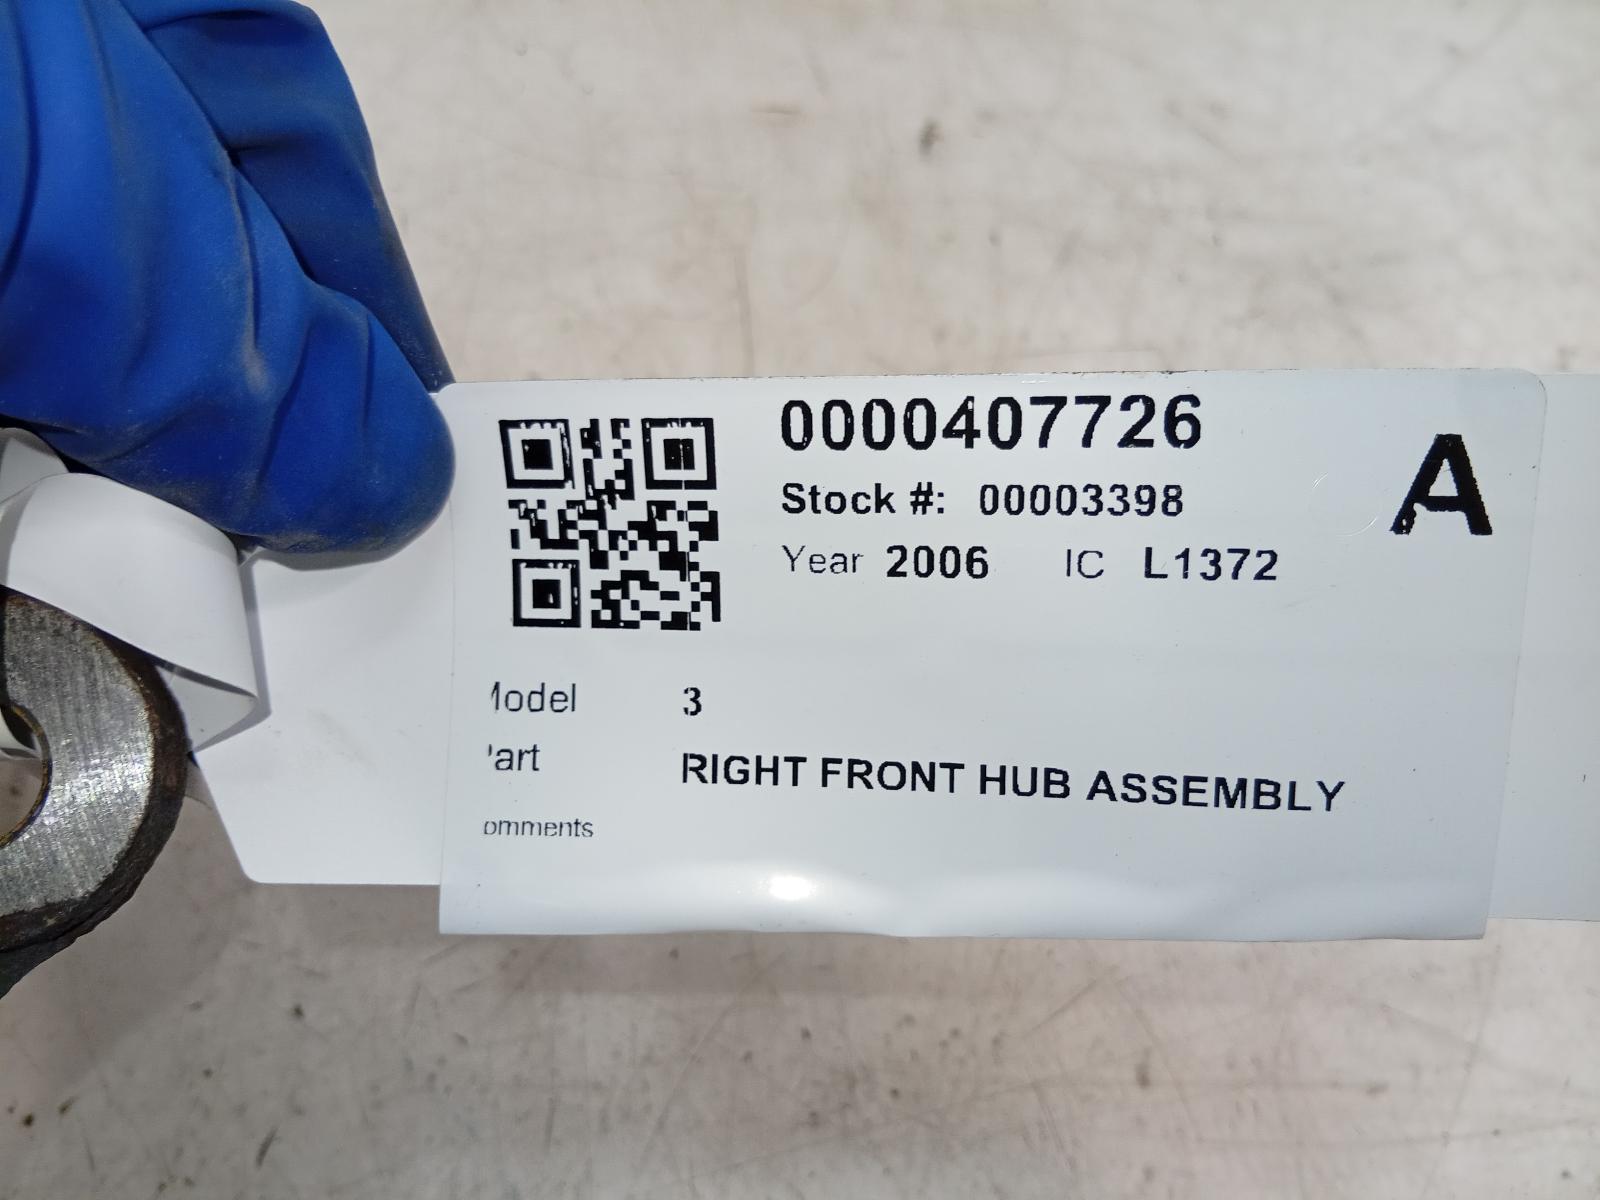 0000407726
A
Stock #: 00003398
Year 2006 IC L1372
Model 3
Part RIGHT FRONT HUB ASSEMBLY
omments